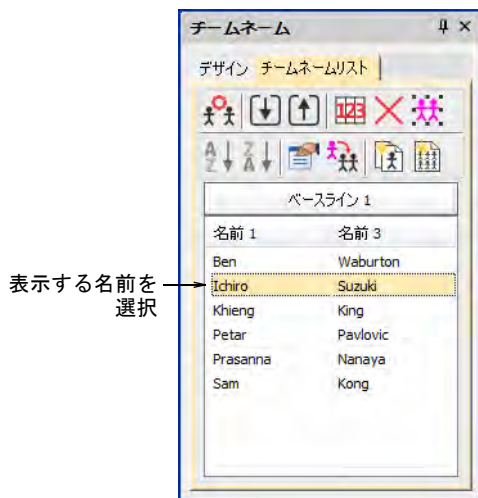 チームネーム
デザイン チームネームリスト
123
A Z Z A
ベースライン 1
名前 1 名前 3
Ben Waburton
Ichiro Suzuki
Khieng King
Petar Pavlovic
Prasanna Nanaya
Sam Kong
表示する名前を
選択